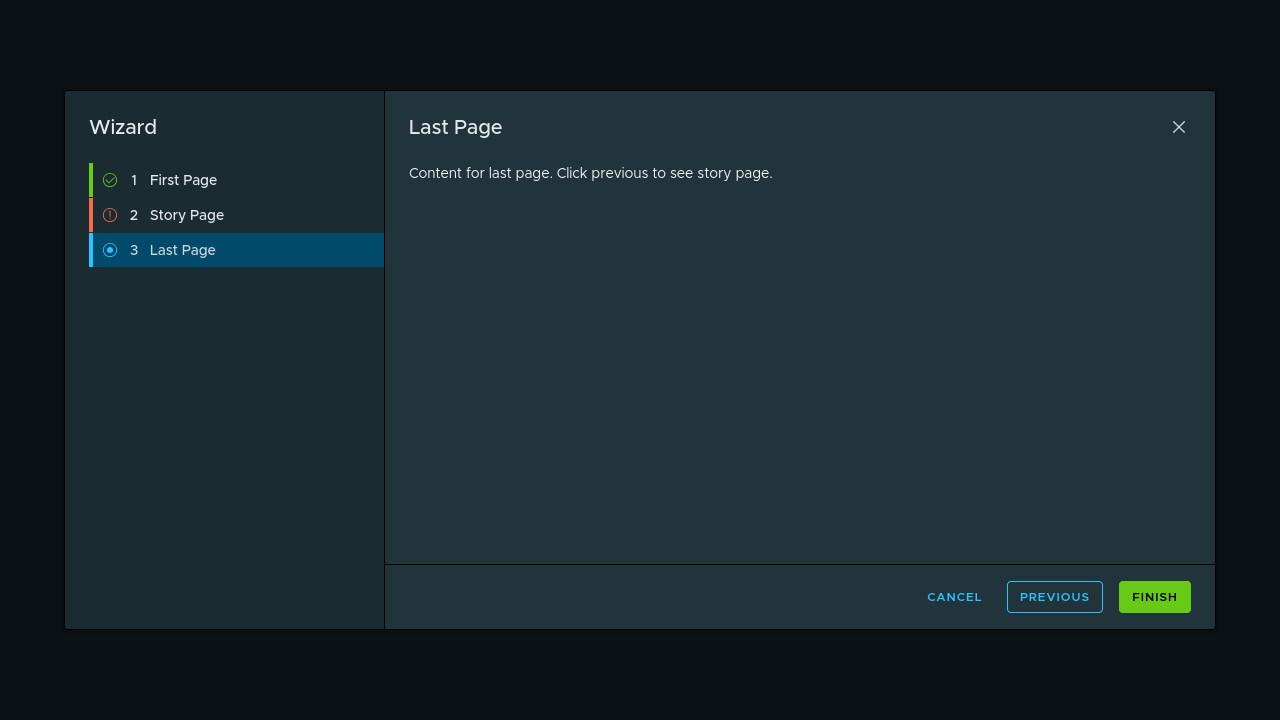 Wizard
1 First Page
2 Story Page
3 Last Page
Last Page
Content for last page. Click previous to see story page.
CANCEL PREVIOUS FINISH